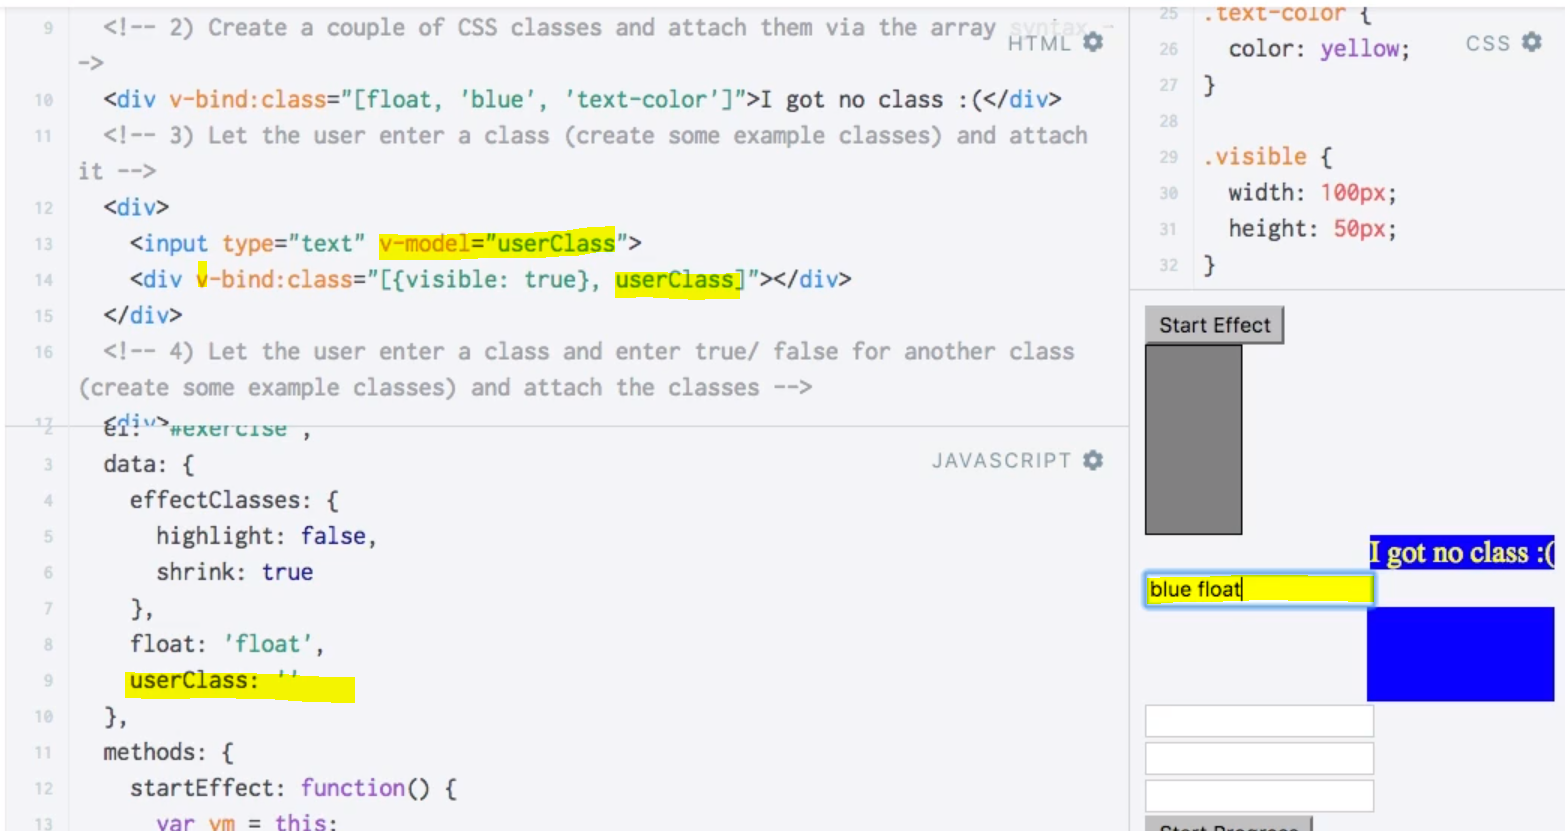 9 <!-- 2) Create a couple of CSS classes and attach them via the array syntax -
->
HTML
10 <div v-bind:class="[float, 'blue', 'text-color']">I got no class :(</div>
11 <!-- 3) Let the user enter a class (create some example classes) and attach
it -->
12 <div>
13 <input type="text" v-model="userClass">
14 <div v-bind:class="[{visible: true}, userClass]"></div>
15 </div>
16 <!-- 4) Let the user enter a class and enter true/ false for another class
(create some example classes) and attach the classes -->
17 <div>
2 el: '#exercise',
JAVASCRIPT
3 data: {
4 effectClasses: {
5 highlight: false,
6 shrink: true
7 },
8 float: 'float',
9 userClass: ''
10 },
11 methods: {
12 startEffect: function() {
13 var vm = this;
25 .text-color {
CSS
26 color: yellow;
27 }
28
29 .visible {
30 width: 100px;
31 height: 50px;
32 }
Start Effect
I got no class :(
blue float
Start Progress